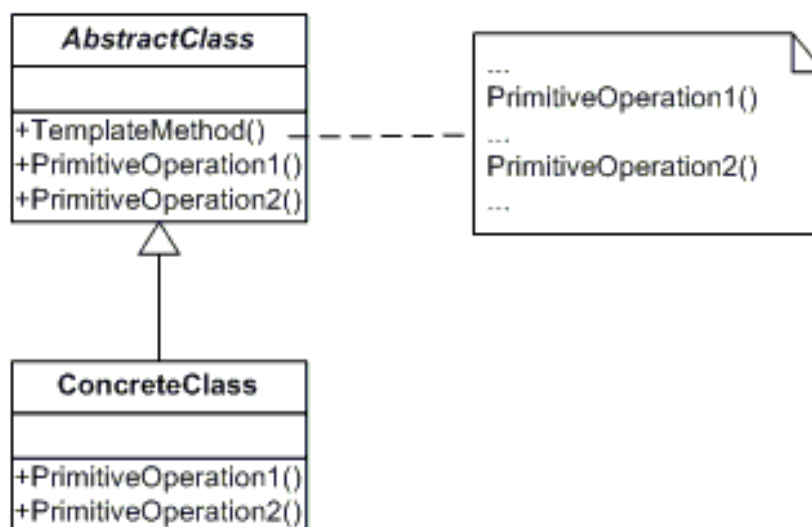 AbstractClass
+TemplateMethod()
+PrimitiveOperation1()
+PrimitiveOperation2()
...
PrimitiveOperation1()
...
PrimitiveOperation2()
...
ConcreteClass
+PrimitiveOperation1()
+PrimitiveOperation2()